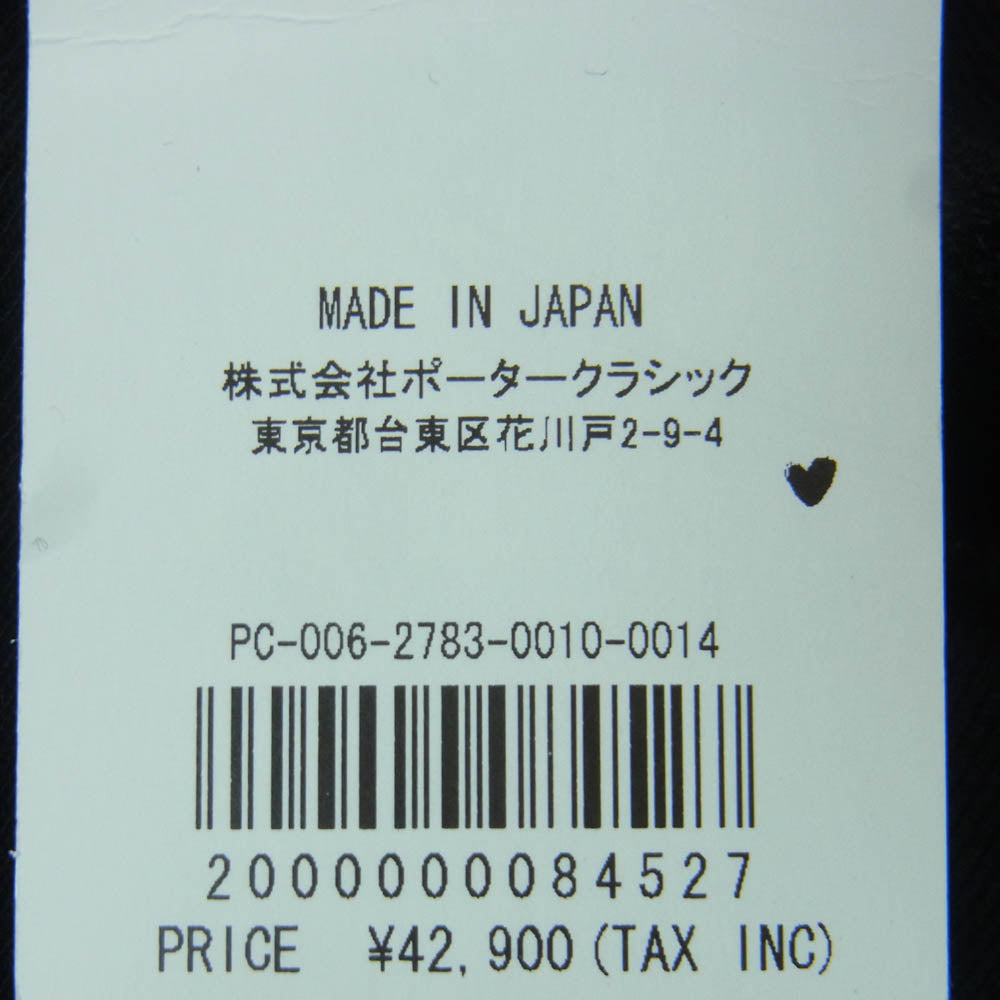 MADE IN JAPAN
株式会社ポータークラシック
東京都台東区花川戸2-9-4
PC-006-2783-0010-0014
2000000084527
PRICE ¥42,900(TAX INC)